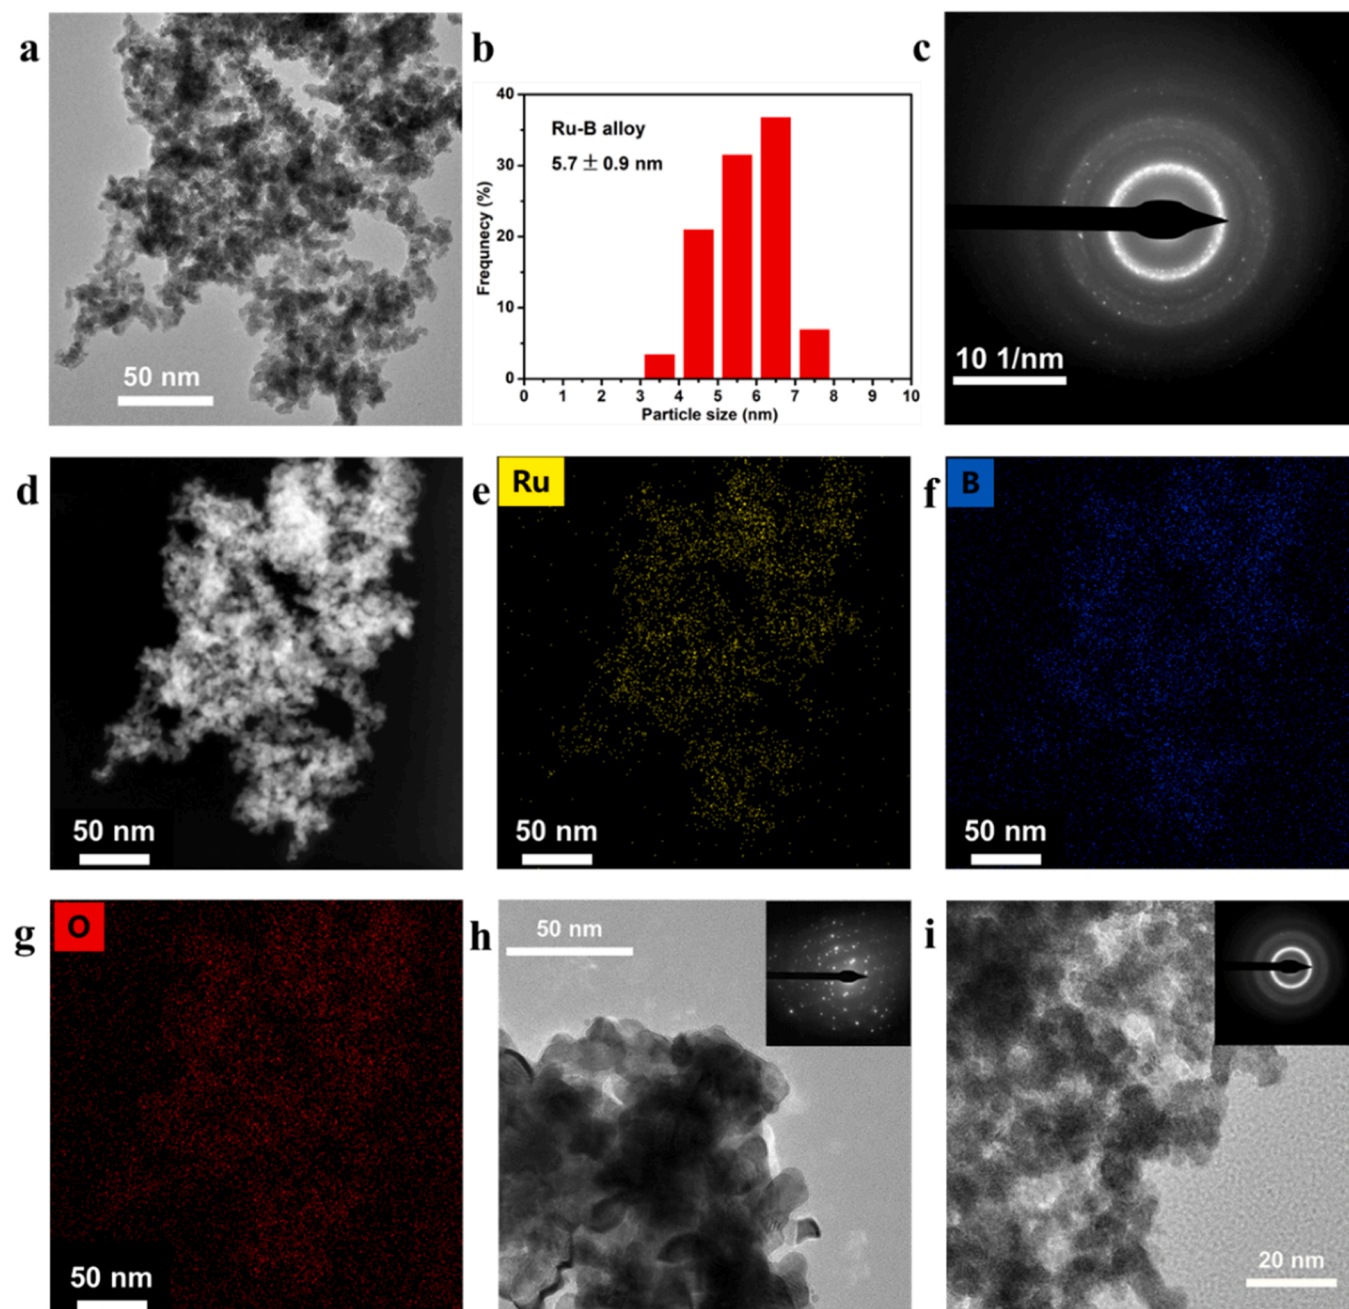 a
50 nm
b
Ru-B alloy
5.7 ± 0.9 nm
Frequnecy (%)
40
30
20
10
0
0 1 2 3 4 5 6 7 8 9 10
Particle size (nm)
c
10 1/nm
d
50 nm
e
Ru
50 nm
f
B
50 nm
g
O
50 nm
h
50 nm
i
20 nm